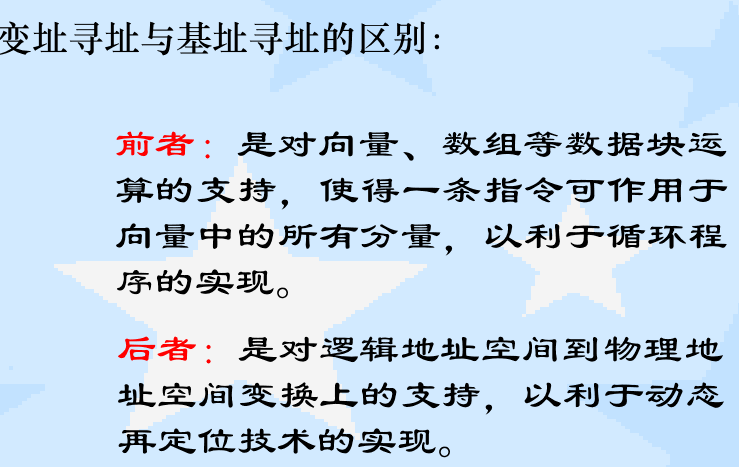 变址寻址与基址寻址的区别:
前者: 是对向量、数组等数据块运
算的支持，使得一条指令可作用于
向量中的所有分量，以利于循环程
序的实现。
后者: 是对逻辑地址空间到物理地
址空间变换上的支持，以利于动态
再定位技术的实现。